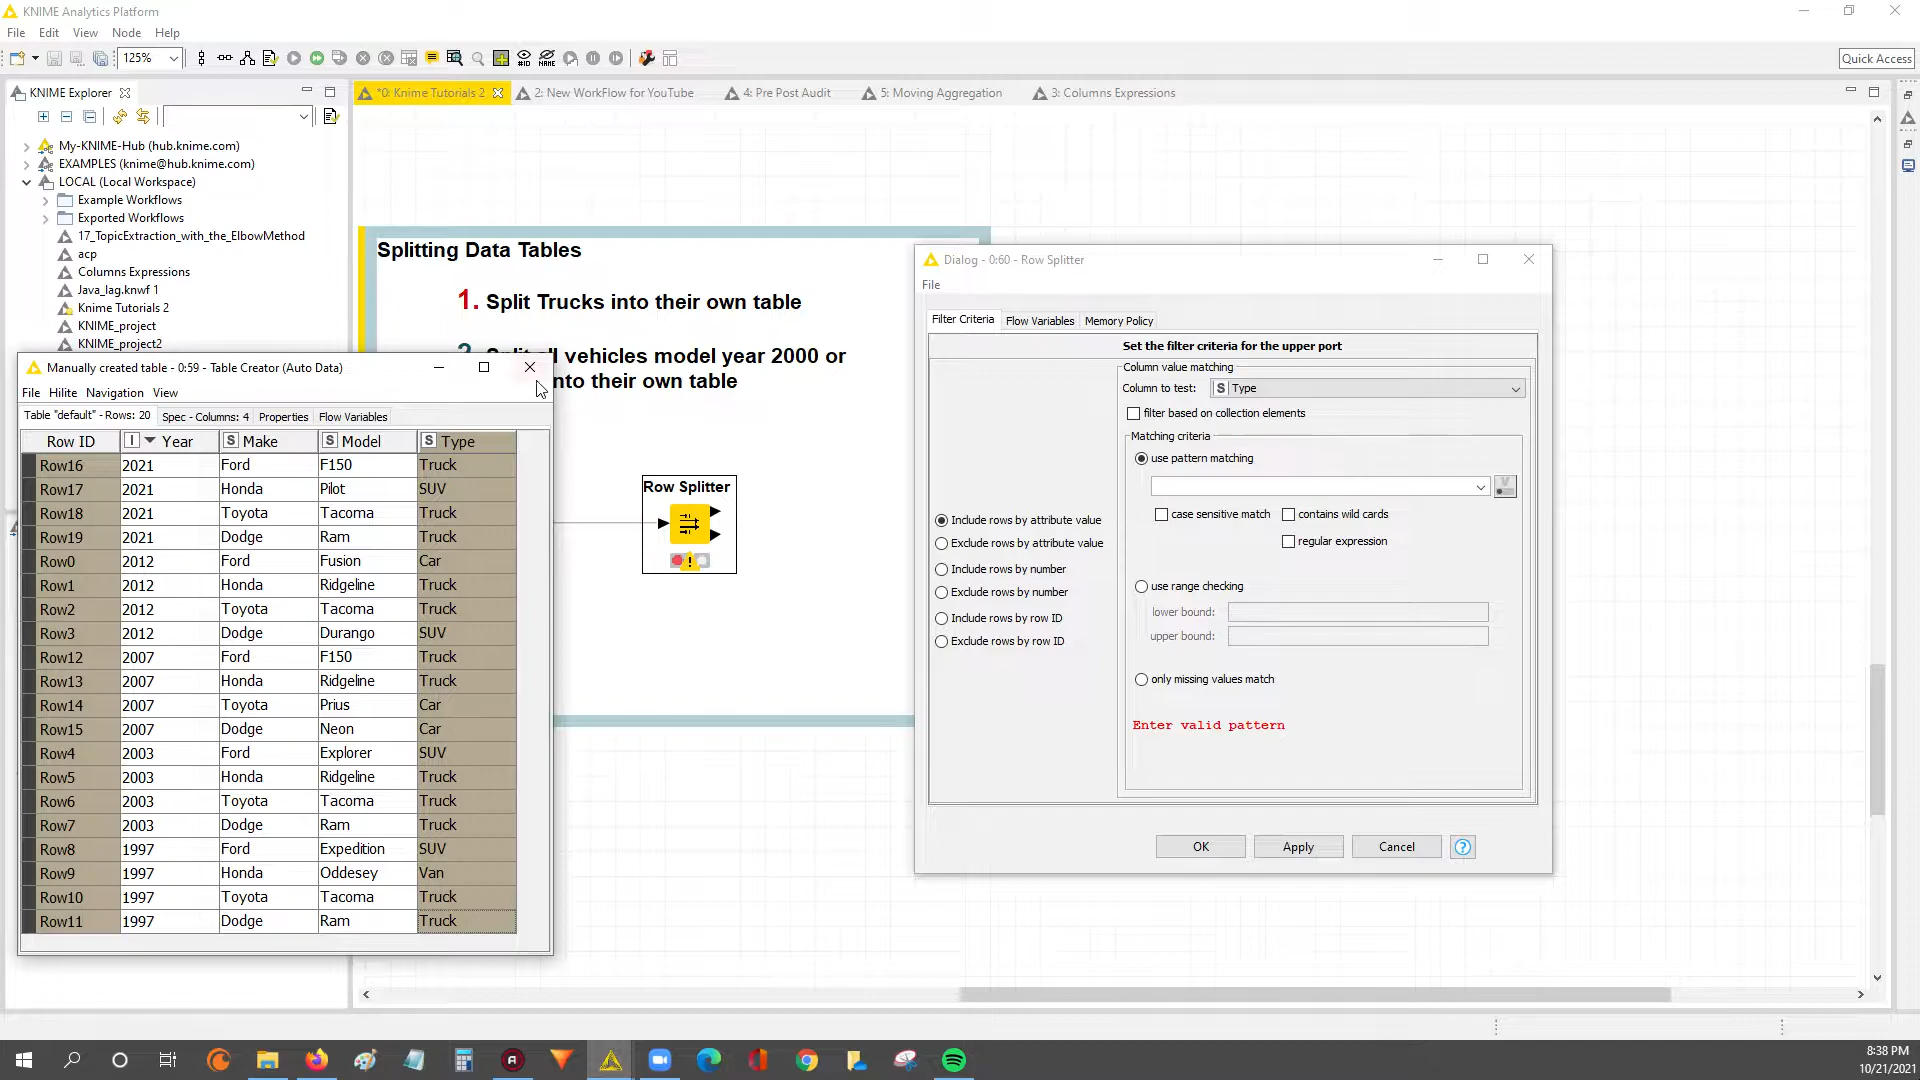 KNIME Analytics Platform
File Edit View Node Help
125%
Quick Access
KNIME Explorer
*0: Knime Tutorials 2
2: New WorkFlow for YouTube
4: Pre Post Audit
5: Moving Aggregation
3: Columns Expressions
My-KNIME-Hub (hub.knime.com)
EXAMPLES (knime@hub.knime.com)
LOCAL (Local Workspace)
Example Workflows
Exported Workflows
17_TopicExtraction_with_the_ElbowMethod
acp
Columns Expressions
Java_lag.knwf 1
Knime Tutorials 2
KNIME_project
KNIME_project2
Splitting Data Tables
1. Split Trucks into their own table
vehicles model year 2000 or
into their own table
Row Splitter
Manually created table - 0:59 - Table Creator (Auto Data)
File Hilite Navigation View
Table "default" - Rows: 20 Spec - Columns: 4 Properties Flow Variables
Row ID I Year S Make S Model S Type
Row16 2021 Ford F150 Truck
Row17 2021 Honda Pilot SUV
Row18 2021 Toyota Tacoma Truck
Row19 2021 Dodge Ram Truck
Row0 2012 Ford Fusion Car
Row1 2012 Honda Ridgeline Truck
Row2 2012 Toyota Tacoma Truck
Row3 2012 Dodge Durango SUV
Row12 2007 Ford F150 Truck
Row13 2007 Honda Ridgeline Truck
Row14 2007 Toyota Prius Car
Row15 2007 Dodge Neon Car
Row4 2003 Ford Explorer SUV
Row5 2003 Honda Ridgeline Truck
Row6 2003 Toyota Tacoma Truck
Row7 2003 Dodge Ram Truck
Row8 1997 Ford Expedition SUV
Row9 1997 Honda Oddesey Van
Row10 1997 Toyota Tacoma Truck
Row11 1997 Dodge Ram Truck
Dialog - 0:60 - Row Splitter
File
Filter Criteria Flow Variables Memory Policy
Set the filter criteria for the upper port
Include rows by attribute value
Exclude rows by attribute value
Include rows by number
Exclude rows by number
Include rows by row ID
Exclude rows by row ID
Column value matching
Column to test: S Type
filter based on collection elements
Matching criteria
use pattern matching
case sensitive match contains wild cards
regular expression
use range checking
lower bound:
upper bound:
only missing values match
Enter valid pattern
OK Apply Cancel
8:38 PM
10/21/2021